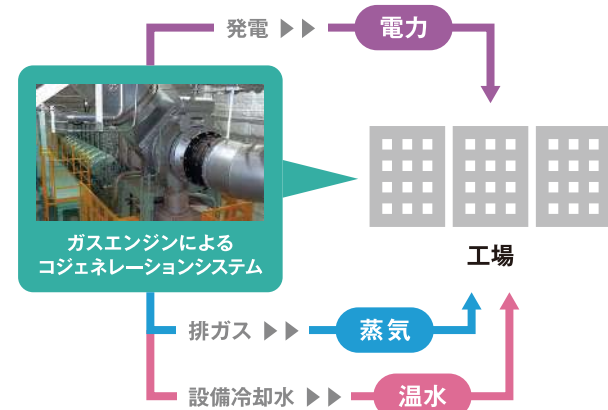 発電
電力
ガスエンジンによる
コジェネレーションシステム
工場
排ガス
蒸気
設備冷却水
温水